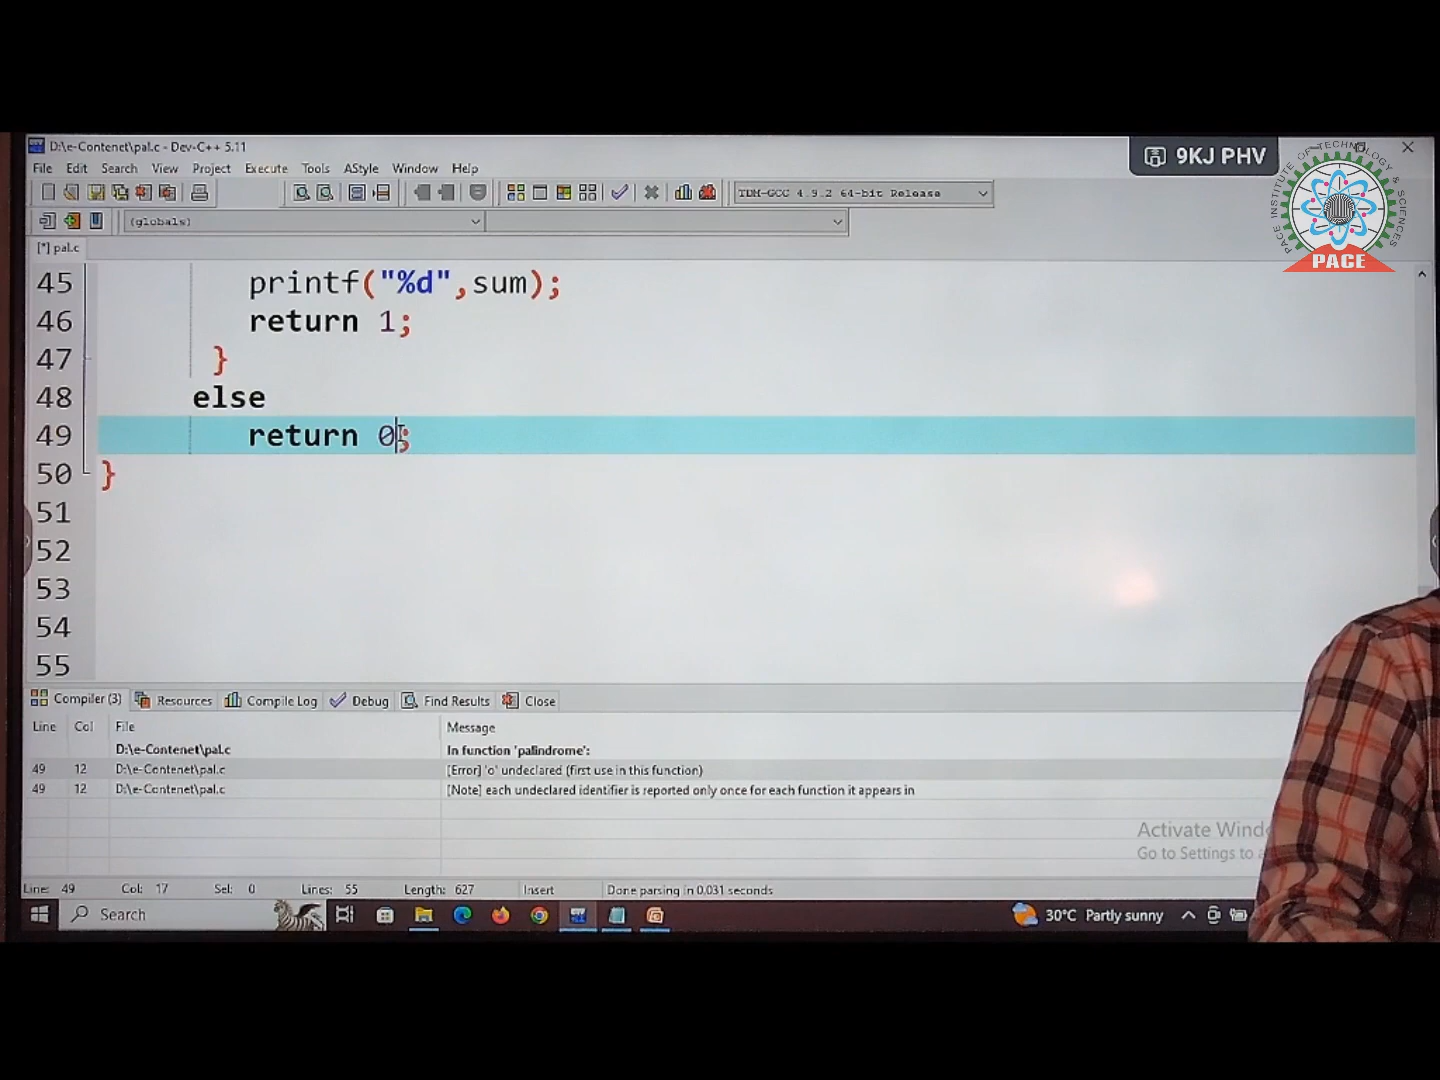 D:\e-Contenet\pal.c - Dev-C++ 5.11
9KJ PHV
File Edit Search View Project Execute Tools AStyle Window Help
PACE INSTITUTE OF TECHNOLOGY & SCIENCES
PACE
TDM-GCC 4.9.2 64-bit Release
(globals)
[*] pal.c
45 printf("%d",sum);
46 return 1;
47 }
48 else
49 return 0;
50 }
51
52
53
54
55
Compiler (3) Resources Compile Log Debug Find Results Close
Line Col File Message
D:\e-Contenet\pal.c In function 'palindrome':
49 12 D:\e-Contenet\pal.c [Error] 'o' undeclared (first use in this function)
49 12 D:\e-Contenet\pal.c [Note] each undeclared identifier is reported only once for each function it appears in
Activate
Go to Settings to
Line: 49 Col: 17 Sel: 0 Lines: 55 Length: 627 Insert Done parsing in 0.031 seconds
Search 30°C Partly sunny